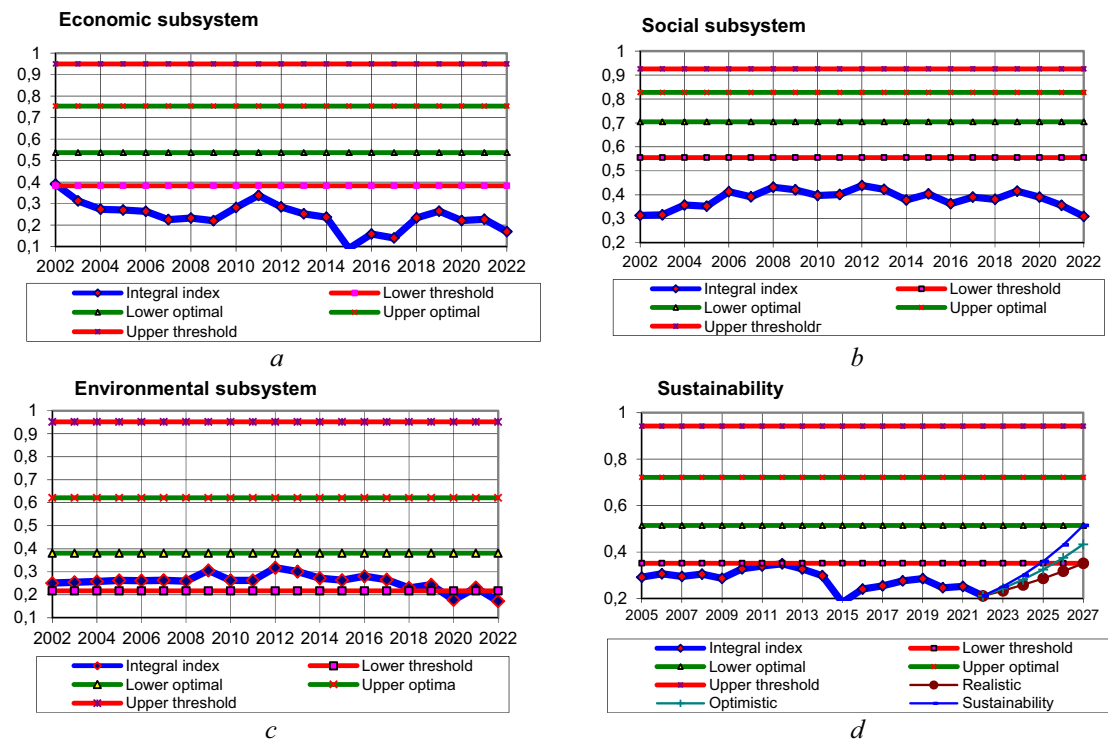 Economic subsystem
1
0,9
0,8
0,7
0,6
0,5
0,4
0,3
0,2
0,1
2002 2004 2006 2008 2010 2012 2014 2016 2018 2020 2022
Integral index Lower threshold
Lower optimal Upper optimal
Upper threshold
a
Social subsystem
1
0,9
0,8
0,7
0,6
0,5
0,4
0,3
0,2
2002 2004 2006 2008 2010 2012 2014 2016 2018 2020 2022
Integral index Lower threshold
Lower optimal Upper optimal
Upper thresholdг
b
Environmental subsystem
1
0,9
0,8
0,7
0,6
0,5
0,4
0,3
0,2
0,1
2002 2004 2006 2008 2010 2012 2014 2016 2018 2020 2022
Integral index Lower threshold
Lower optimal Upper optima
Upper threshold
c
Sustainability
1
0,8
0,6
0,4
0,2
2005 2007 2009 2011 2013 2015 2017 2019 2021 2023 2025 2027
Integral index Lower threshold
Lower optimal Upper optimal
Upper threshold Realistic
Optimistic Sustainability
d